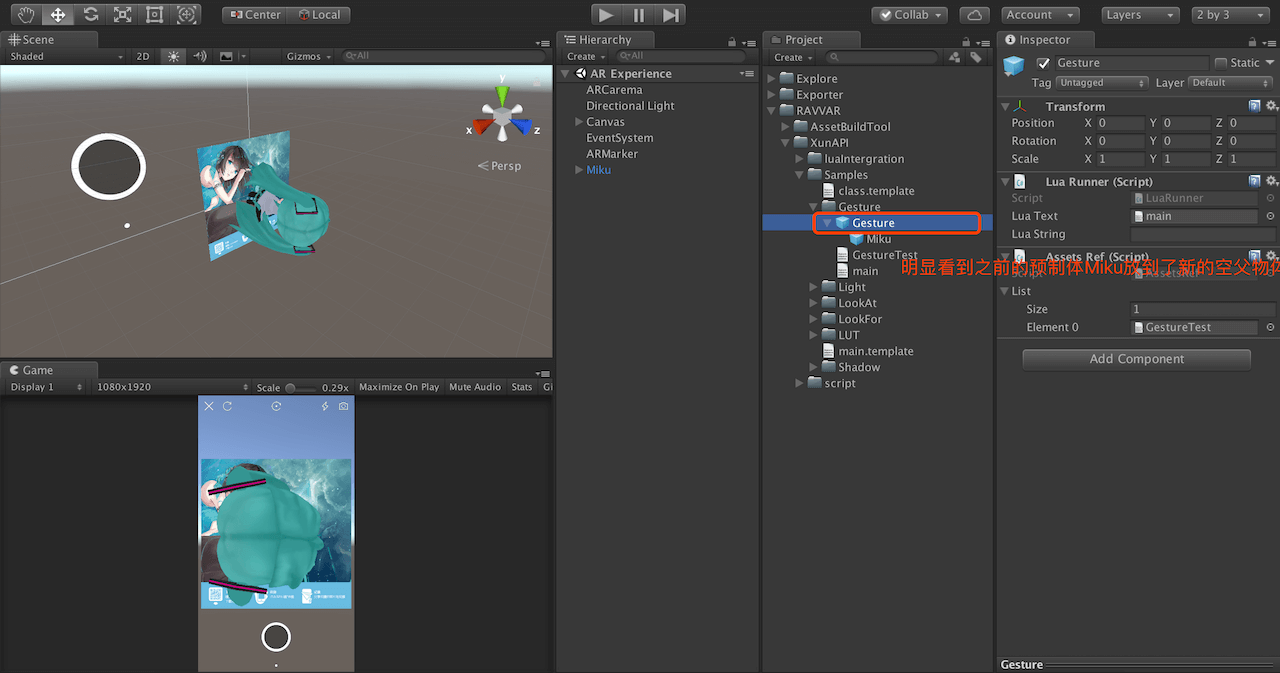 Center Local Collab Account Layers 2 by 3
Scene
Shaded 2D Gizmos All
y
x z
Persp
Game
Display 1 1080x1920 Scale 0.29x Maximize On Play Mute Audio Stats Gi
Hierarchy
Create All
AR Experience
ARCarema
Directional Light
Canvas
EventSystem
ARMarker
Miku
Project
Create
Explore
Exporter
RAVVAR
AssetBuildTool
XunAPI
luaIntergration
Samples
class.template
Gesture
Gesture
Miku
GestureTest
main
Light
LookAt
LookFor
LUT
main.template
Shadow
script
明显看到之前的预制体Miku放到了新的空父物体
Inspector
Gesture Static
Tag Untagged Layer Default
Transform
Position X 0 Y 0 Z 0
Rotation X 0 Y 0 Z 0
Scale X 1 Y 1 Z 1
Lua Runner (Script)
Script LuaRunner
Lua Text main
Lua String
Assets Ref (Script)
Script AssetsRef
List
Size 1
Element 0 GestureTest
Add Component
Gesture